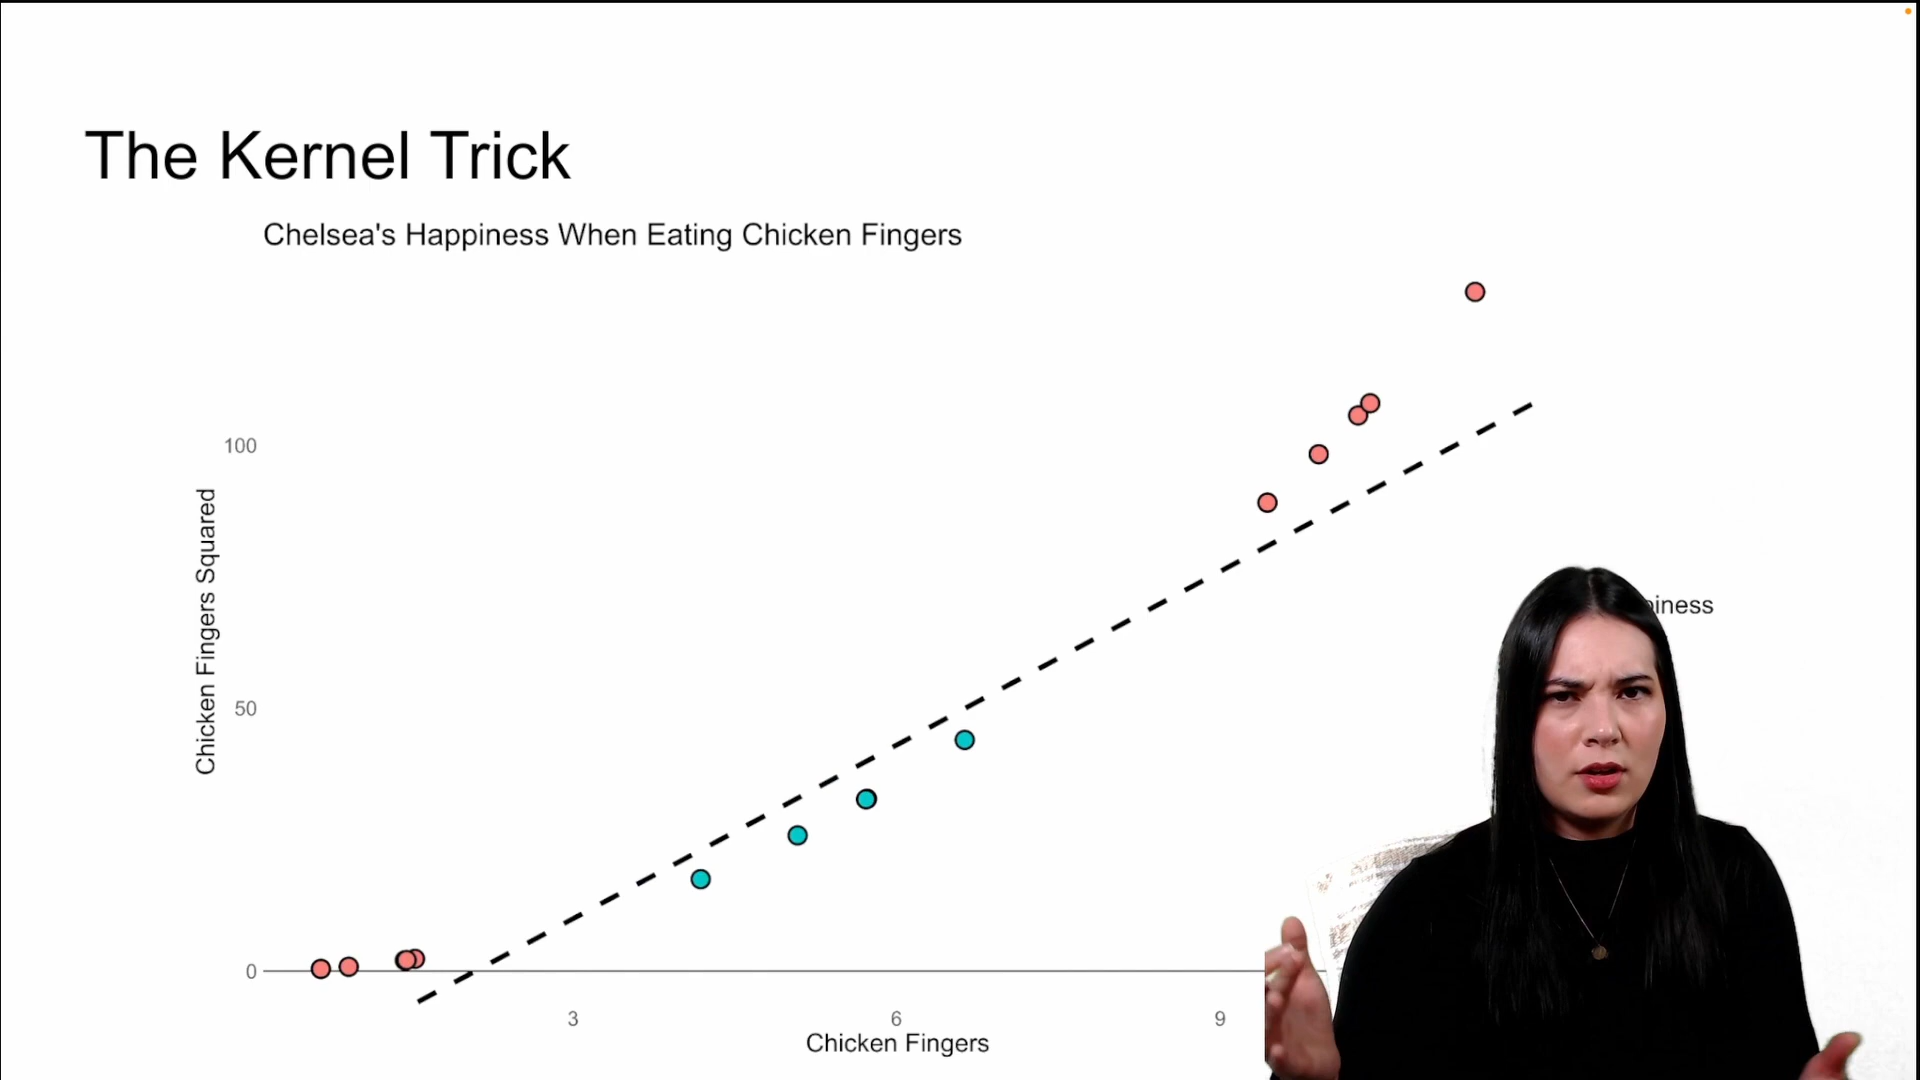 The Kernel Trick
Chelsea's Happiness When Eating Chicken Fingers
100
Chicken Fingers Squared
50
0
3 6 9
Chicken Fingers